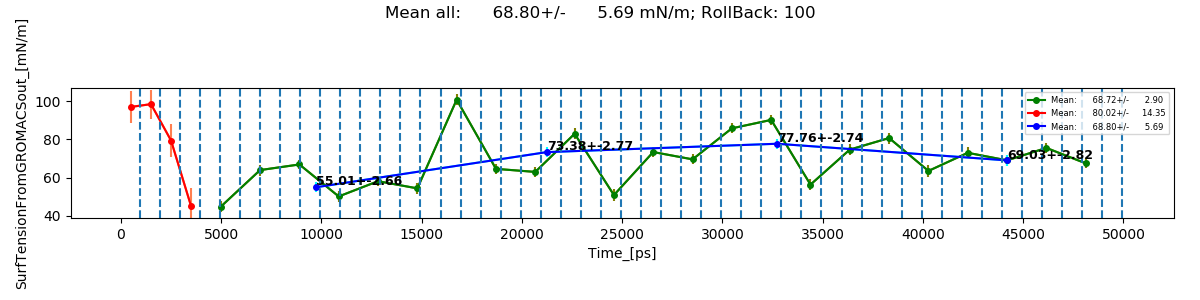 Mean all:      68.80+/-      5.69 mN/m; RollBack: 100
SurfTensionFromGROMACSout_[mN/m]
100
80
60
40
Mean:      68.72+/-      2.90
Mean:      80.02+/-     14.35
Mean:      68.80+/-      5.69
55.01+-2.66
73.38+-2.77
77.76+-2.74
69.03+-2.82
0 5000 10000 15000 20000 25000 30000 35000 40000 45000 50000
Time_[ps]